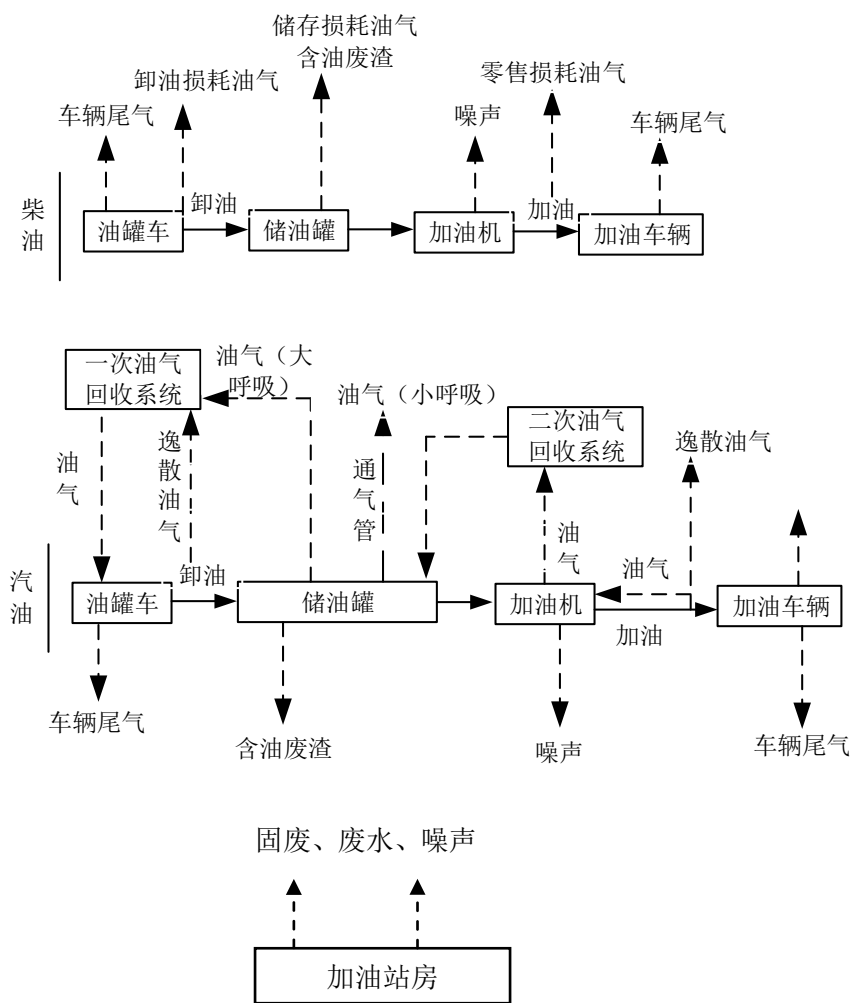 储存损耗油气
含油废渣
卸油损耗油气
零售损耗油气
车辆尾气
噪声
车辆尾气
柴油
卸油
加油
油罐车
储油罐
加油机
加油车辆
一次油气
回收系统
油气（大
呼吸）
油气（小呼吸）
二次油气
回收系统
逸散油气
油气
逸散油气
通气管
油气
汽油
卸油
油气
油罐车
储油罐
加油机
加油车辆
加油
车辆尾气
含油废渣
噪声
车辆尾气
固废、废水、噪声
加油站房